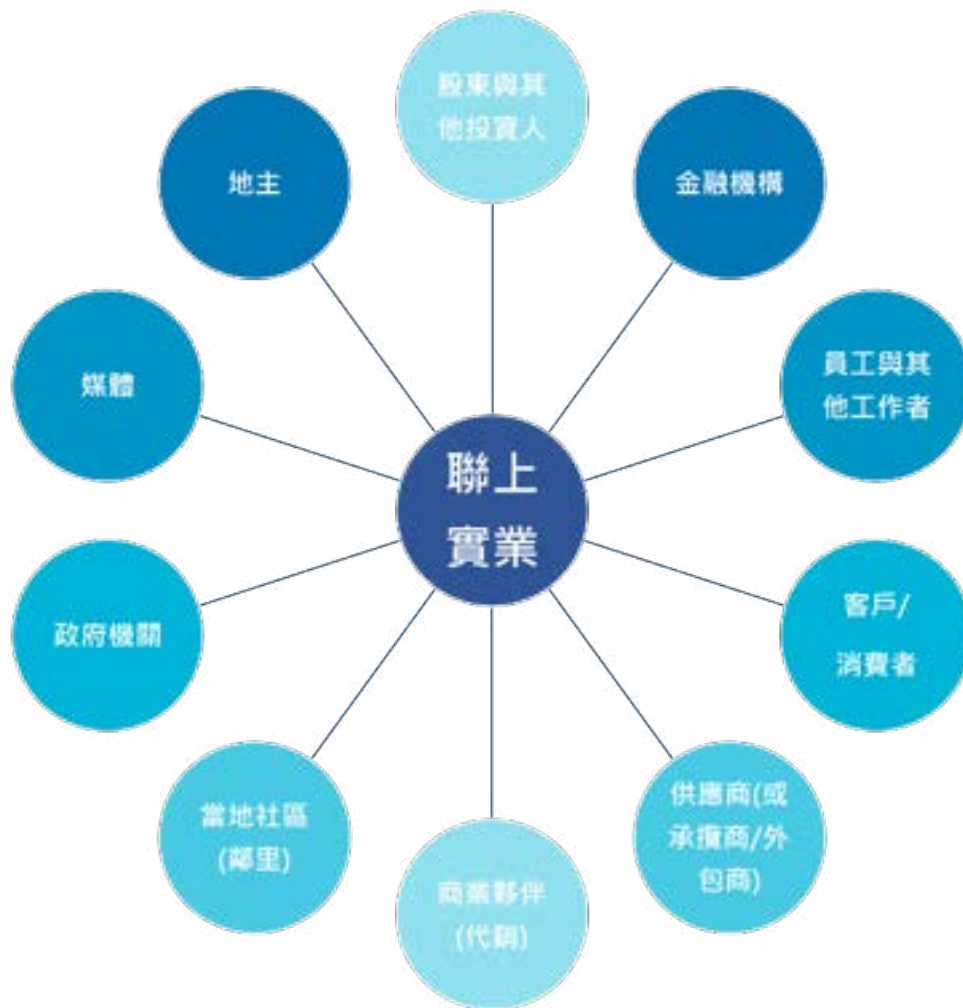 股東與其
他投資人
金融機構
員工與其
他工作者
客戶/
消費者
供應商(或
承攬商/外
包商)
商業夥伴
(代銷)
當地社區
(鄰里)
政府機關
媒體
地主
聯上
實業